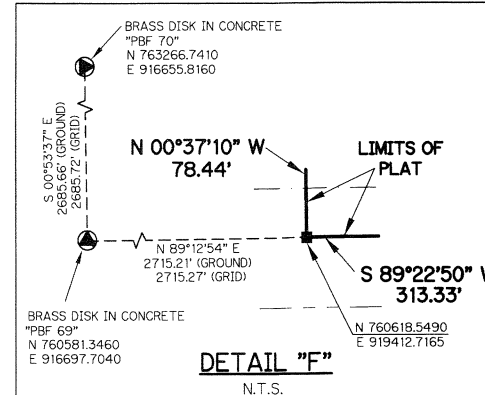 BRASS DISK IN CONCRETE
"PBF 70"
N 763266.7410
E 916655.8160
S 00°53'37" E
2685.66' (GROUND)
2685.72' (GRID)
N 00°37'10" W
78.44'
LIMITS OF
PLAT
N 89°12'54" E
2715.21' (GROUND)
2715.27' (GRID)
S 89°22'50" W
313.33'
BRASS DISK IN CONCRETE
"PBF 69"
N 760581.3460
E 916697.7040
N 760618.5490
E 919412.7165
DETAIL "F"
N.T.S.